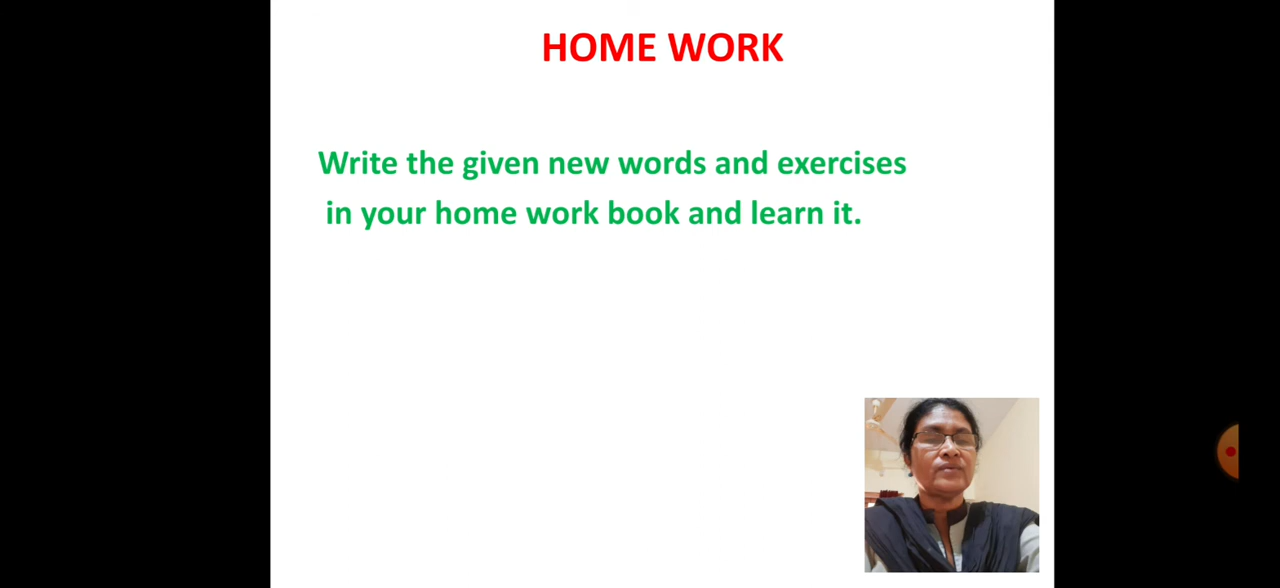 HOME WORK
Write the given new words and exercises
in your home work book and learn it.